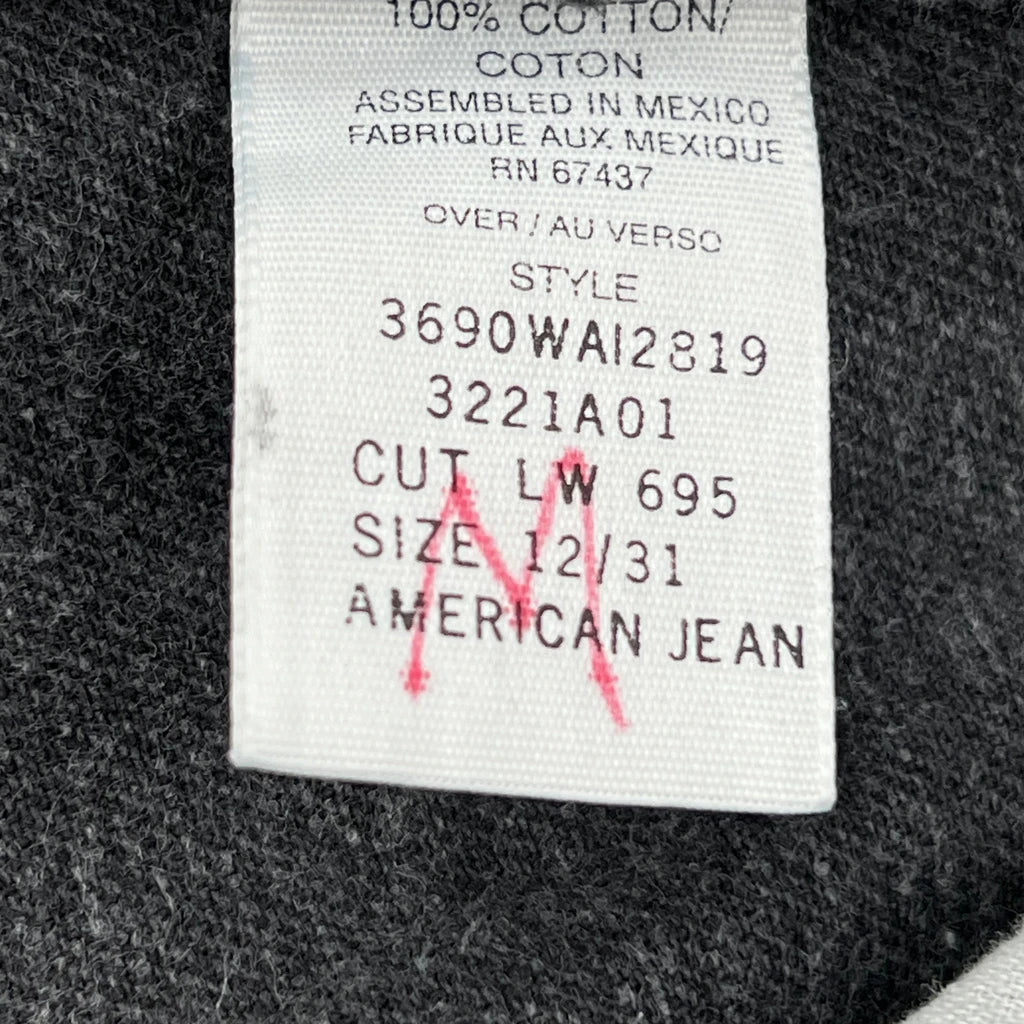 100% COTTON/
COTON
ASSEMBLED IN MEXICO
FABRIQUE AUX MEXIQUE
RN 67437
OVER / AU VERSO
STYLE
3690WAI2819
3221A01
CUT LW 695
SIZE 12/31
AMERICAN JEAN
M